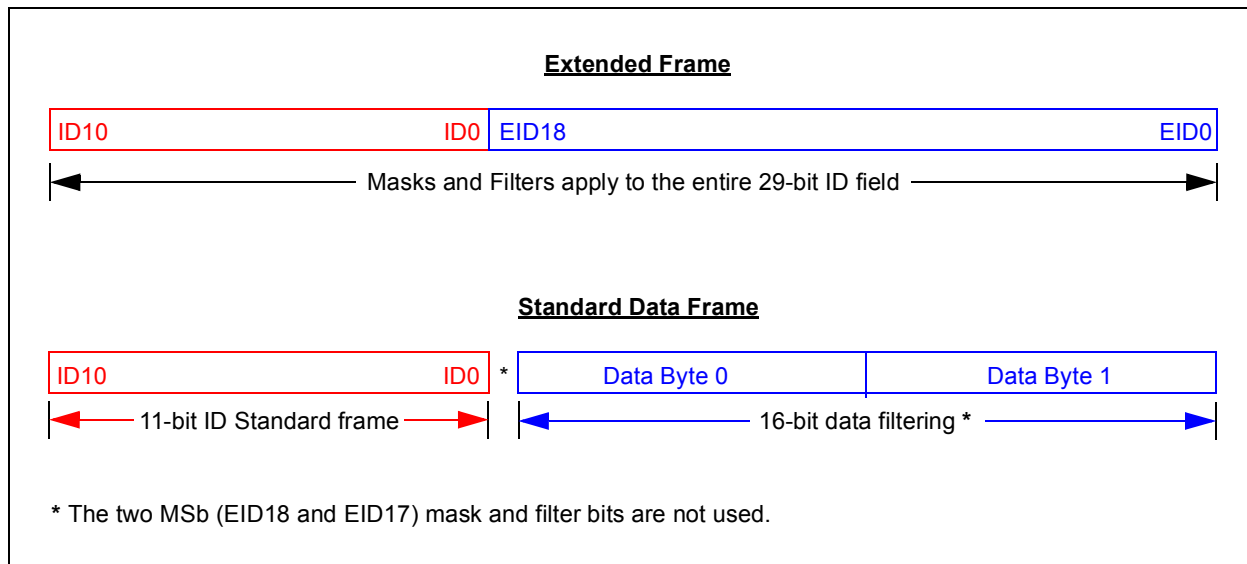 Extended Frame
ID10 ID0 EID18 EID0
Masks and Filters apply to the entire 29-bit ID field
Standard Data Frame
ID10 ID0 * Data Byte 0 Data Byte 1
11-bit ID Standard frame 16-bit data filtering *
* The two MSb (EID18 and EID17) mask and filter bits are not used.